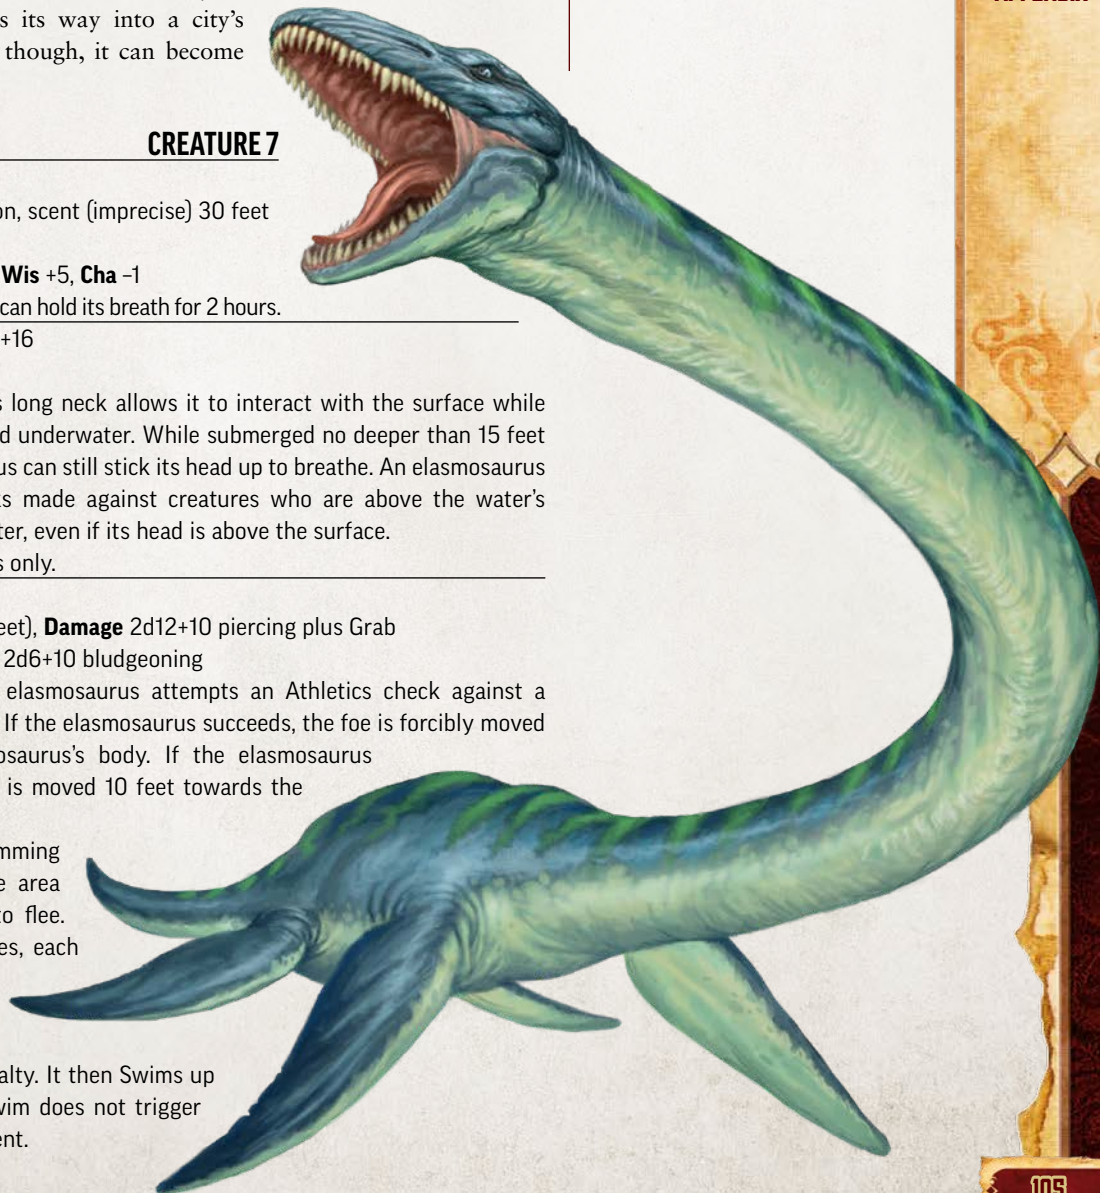 s its way into a city's
though, it can become
CREATURE 7
on, scent (imprecise) 30 feet
Wis +5, Cha –1
can hold its breath for 2 hours.
+16
s long neck allows it to interact with the surface while
d underwater. While submerged no deeper than 15 feet
us can still stick its head up to breathe. An elasmosaurus
ks made against creatures who are above the water's
ter, even if its head is above the surface.
s only.
eet), Damage 2d12+10 piercing plus Grab
2d6+10 bludgeoning
elasmosaurus attempts an Athletics check against a
If the elasmosaurus succeeds, the foe is forcibly moved
osaurus's body. If the elasmosaurus
is moved 10 feet towards the
mming
e area
to flee.
es, each
alty. It then Swims up
wim does not trigger
ent.
105